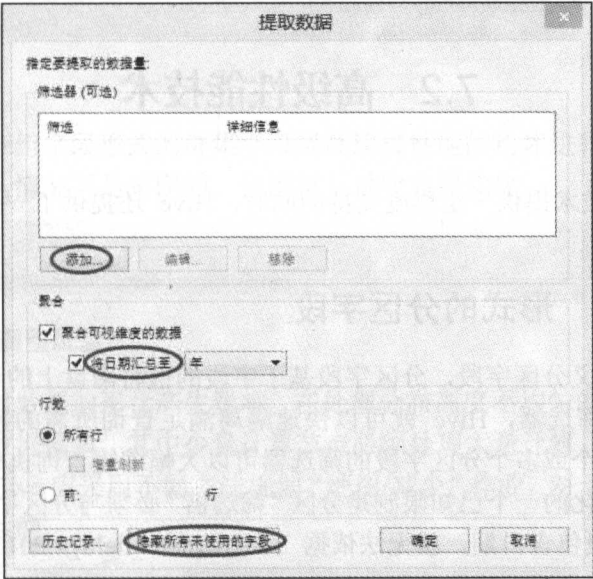 提取数据
指定要提取的数据量:
筛选器 (可选)
筛选 详细信息
添加... 编辑... 移除
聚合
聚合可视维度的数据
将日期汇总至 年
行数
所有行
增量刷新
前: 行
历史记录... 隐藏所有未使用的字段 确定 取消